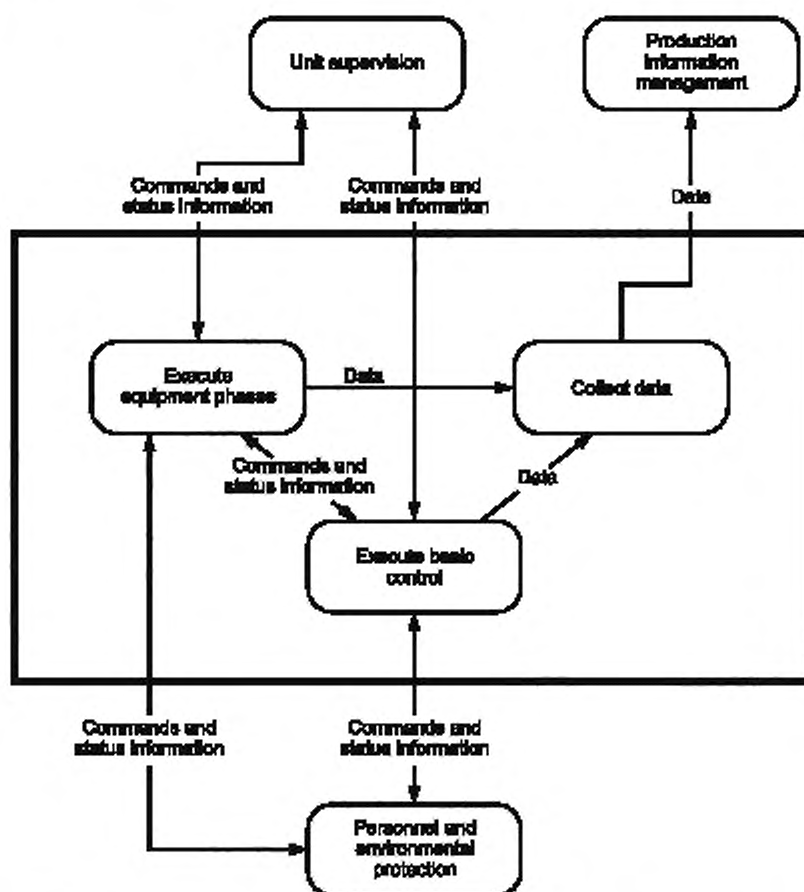 Unit supervision
Production
information
management
Commands and
status information
Commands and
status information
Data
Execute
equipment phases
Data
Collect data
Commands and
status information
Data
Execute basic
control
Commands and
status information
Commands and
status information
Personnel and
environmental
protection